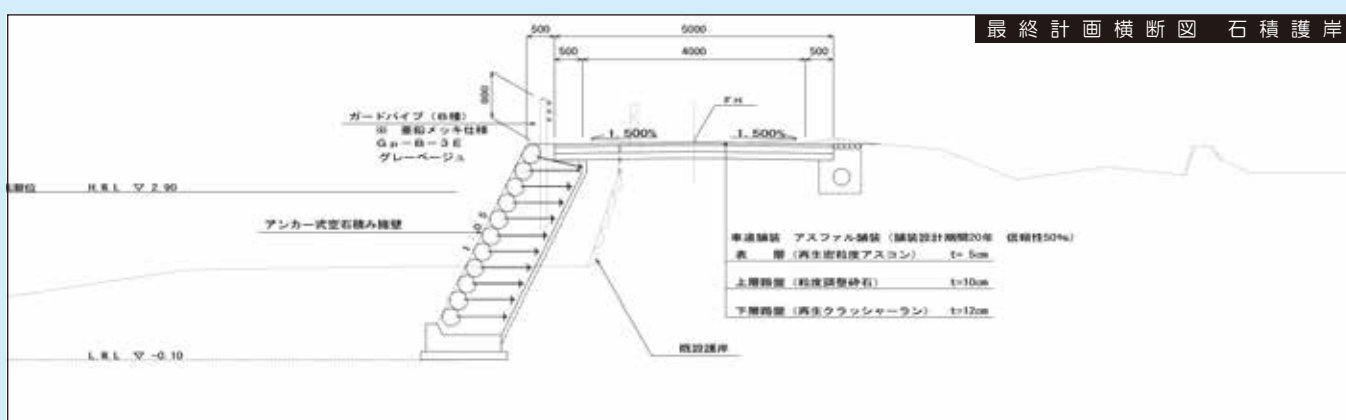 最終計画横断図 石積護岸
500 5000
500 4000 500
800
ガードパイプ (B種)
※ 亜鉛メッキ仕様
Gp-B-3E
グレーベージュ
FH
1.500% 1.500%
H.W.L ▽ 2.90
アンカー式空石積み擁壁
車道舗装 アスファル舗装 (舗装設計期間20年 信頼性50%)
表 層 (再生密粒度アスコン) t= 5cm
上層路盤 (粒度調整砕石) t=10cm
下層路盤 (再生クラッシャーラン) t=12cm
既設護岸
L.W.L ▽ -0.10